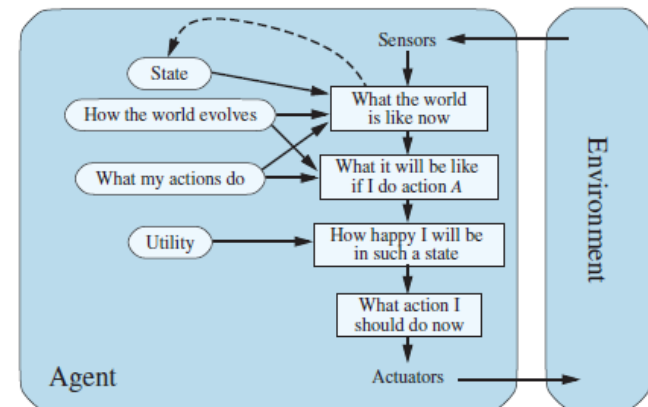 Sensors
State
What the world
is like now
How the world evolves
What it will be like
if I do action A
What my actions do
How happy I will be
in such a state
Utility
What action I
should do now
Agent
Actuators
Environment